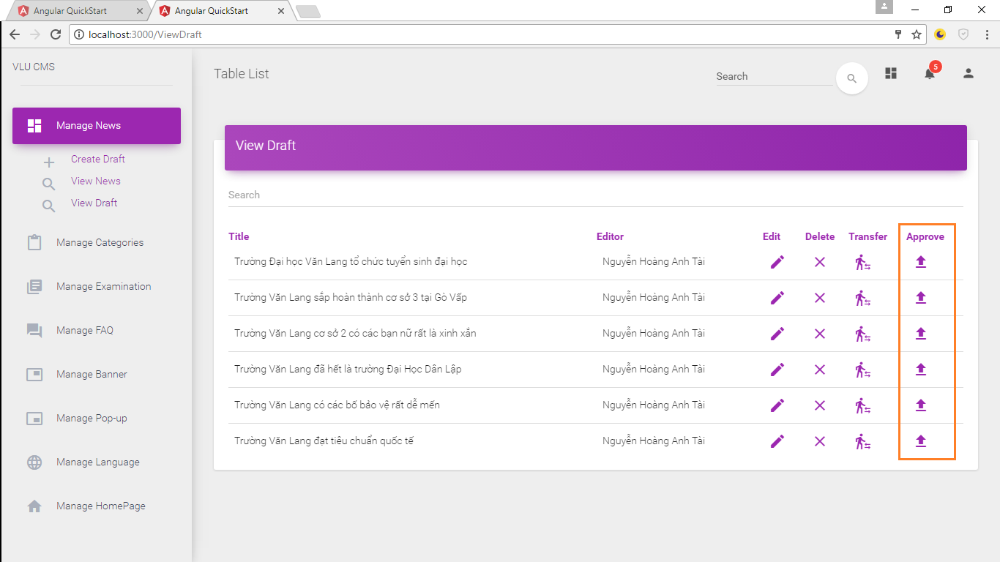 Angular QuickStart
Angular QuickStart
localhost:3000/ViewDraft
VLU CMS
Table List
Search
5
Manage News
Create Draft
View News
View Draft
Manage Categories
Manage Examination
Manage FAQ
Manage Banner
Manage Pop-up
Manage Language
Manage HomePage
View Draft
Search
Title Editor Edit Delete Transfer Approve
Trường Đại học Văn Lang tổ chức tuyển sinh đại học Nguyễn Hoàng Anh Tài
Trường Văn Lang sắp hoàn thành cơ sở 3 tại Gò Vấp Nguyễn Hoàng Anh Tài
Trường Văn Lang cơ sở 2 có các bạn nữ rất là xinh xắn Nguyễn Hoàng Anh Tài
Trường Văn Lang đã hết là trường Đại Học Dân Lập Nguyễn Hoàng Anh Tài
Trường Văn Lang có các bố bảo vệ rất dễ mến Nguyễn Hoàng Anh Tài
Trường Văn Lang đạt tiêu chuẩn quốc tế Nguyễn Hoàng Anh Tài